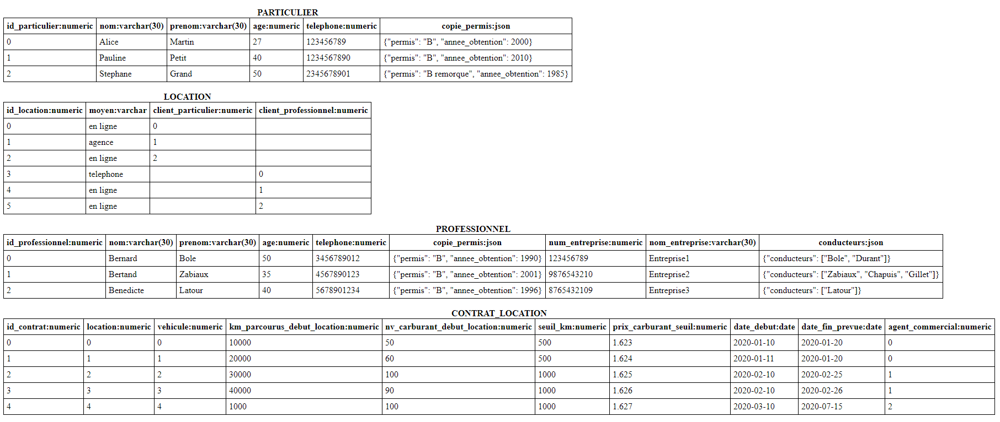 PARTICULIER
id_particulier:numeric nom:varchar(30) prenom:varchar(30) age:numeric telephone:numeric copie_permis:json
0 Alice Martin 27 123456789 {"permis": "B", "annee_obtention": 2000}
1 Pauline Petit 40 1234567890 {"permis": "B", "annee_obtention": 2010}
2 Stephane Grand 50 2345678901 {"permis": "B remorque", "annee_obtention": 1985}
LOCATION
id_location:numeric moyen:varchar client_particulier:numeric client_professionnel:numeric
0 en ligne 0
1 agence 1
2 en ligne 2
3 telephone 0
4 en ligne 1
5 en ligne 2
PROFESSIONNEL
id_professionnel:numeric nom:varchar(30) prenom:varchar(30) age:numeric telephone:numeric copie_permis:json num_entreprise:numeric nom_entreprise:varchar(30) conducteurs:json
0 Bernard Bole 50 3456789012 {"permis": "B", "annee_obtention": 1990} 123456789 Entreprise1 {"conducteurs": ["Bole", "Durant"]}
1 Bertand Zabiaux 35 4567890123 {"permis": "B", "annee_obtention": 2001} 9876543210 Entreprise2 {"conducteurs": ["Zabiaux", "Chapuis", "Gillet"]}
2 Benedicte Latour 40 5678901234 {"permis": "B", "annee_obtention": 1996} 8765432109 Entreprise3 {"conducteurs": ["Latour"]}
CONTRAT_LOCATION
id_contrat:numeric location:numeric vehicule:numeric km_parcourus_debut_location:numeric nv_carburant_debut_location:numeric seuil_km:numeric prix_carburant_seuil:numeric date_debut:date date_fin_prevue:date agent_commercial:numeric
0 0 0 10000 50 500 1.623 2020-01-10 2020-01-20 0
1 1 1 20000 60 500 1.624 2020-01-11 2020-01-20 0
2 2 2 30000 100 1000 1.625 2020-02-10 2020-02-25 1
3 3 3 40000 90 1000 1.626 2020-02-10 2020-02-26 1
4 4 4 1000 100 1000 1.627 2020-03-10 2020-07-15 2